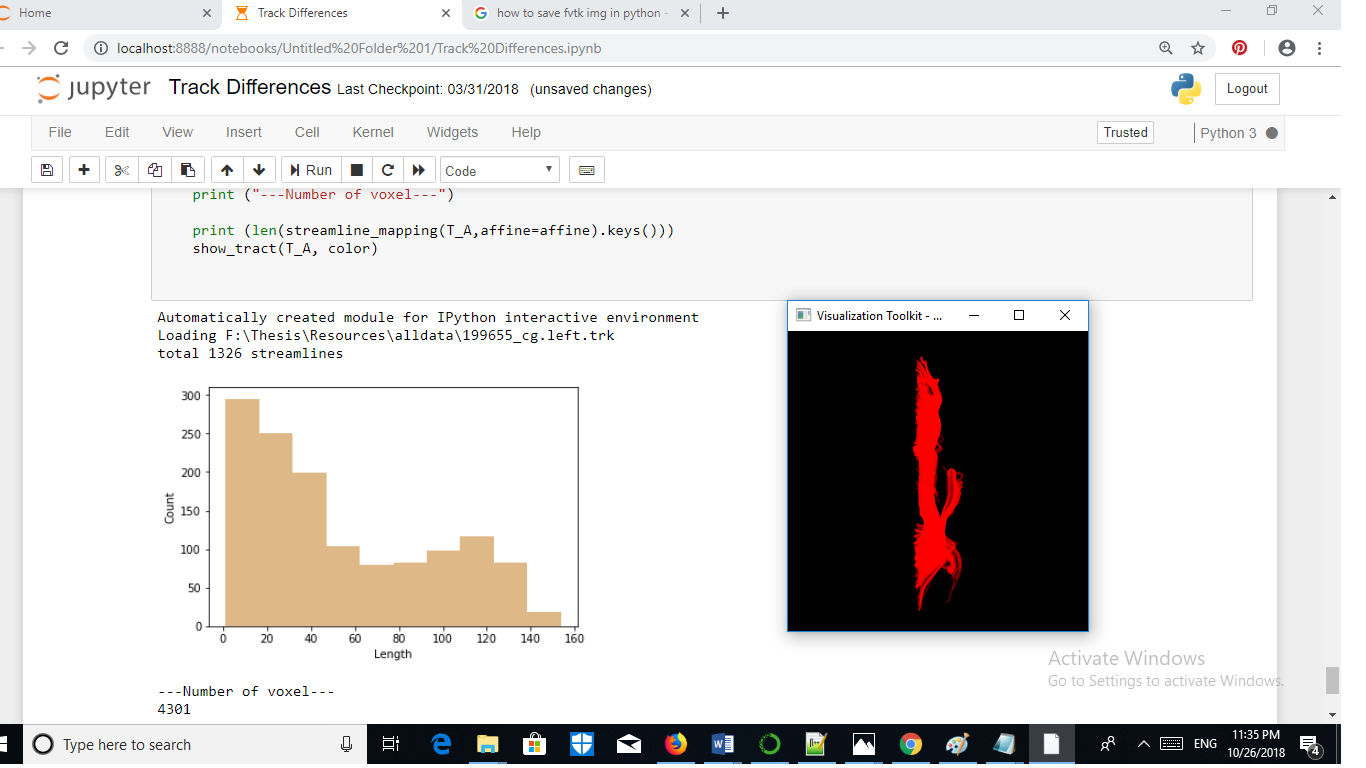 Home
Track Differences
how to save fvtk img in python -
localhost:8888/notebooks/Untitled%20Folder%201/Track%20Differences.ipynb
jupyter Track Differences Last Checkpoint: 03/31/2018 (unsaved changes)
Logout
File Edit View Insert Cell Kernel Widgets Help
Trusted Python 3
Run Code
print ("---Number of voxel---")
print (len(streamline_mapping(T_A,affine=affine).keys()))
show_tract(T_A, color)
Automatically created module for IPython interactive environment
Loading F:\Thesis\Resources\alldata\199655_cg.left.trk
total 1326 streamlines
Visualization Toolkit - ...
300
250
200
150
100
50
0
Count
0 20 40 60 80 100 120 140 160
Length
---Number of voxel---
4301
Activate Windows
Go to Settings to activate Windows.
Type here to search
ENG
11:35 PM
10/26/2018
4